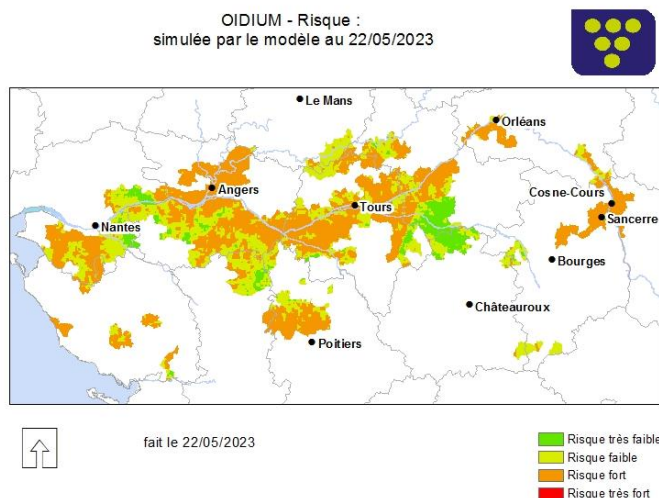 OIDIUM - Risque :
simulée par le modèle au 22/05/2023
Le Mans
Orléans
Angers
Cosne-Cours
Tours
Sancerre
Nantes
Bourges
Châteauroux
Poitiers
fait le 22/05/2023
Risque très faible
Risque faible
Risque fort
Risque très fort